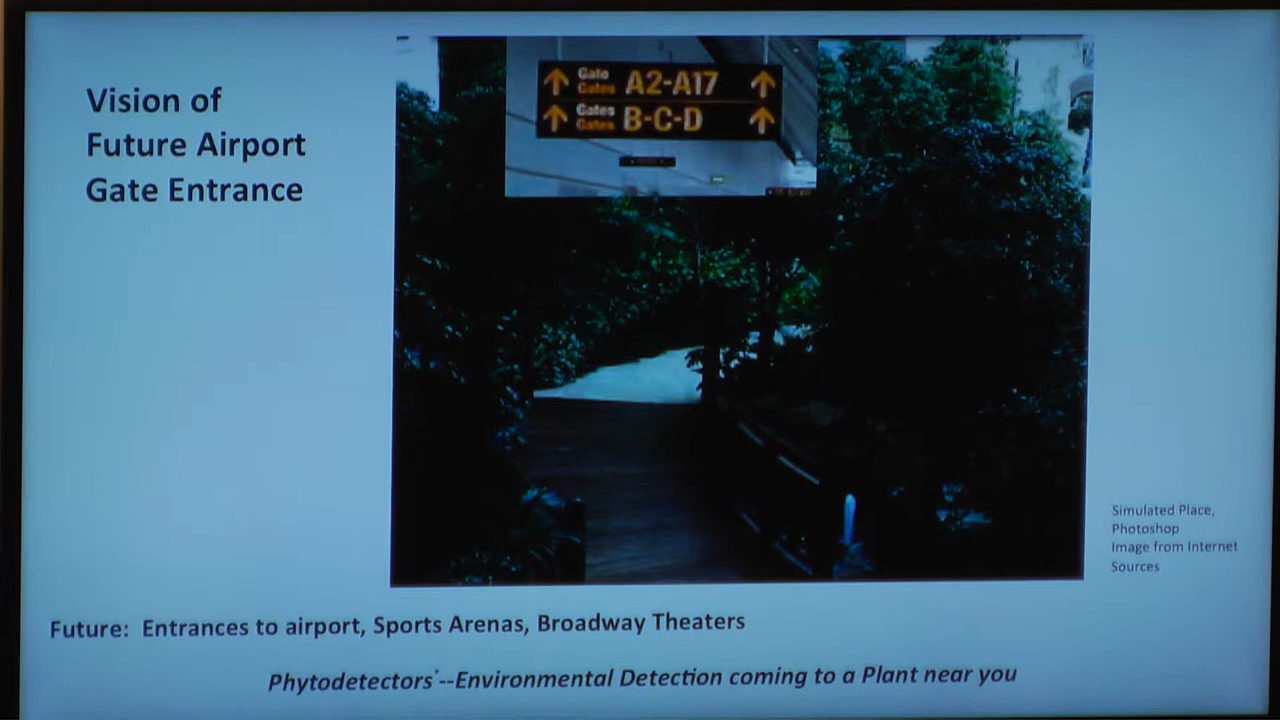 Vision of
Future Airport
Gate Entrance
Gate
Gates A2-A17
Gates
Gates B-C-D
Simulated Place,
Photoshop
Image from Internet
Sources
Future: Entrances to airport, Sports Arenas, Broadway Theaters
Phytodetectors*--Environmental Detection coming to a Plant near you